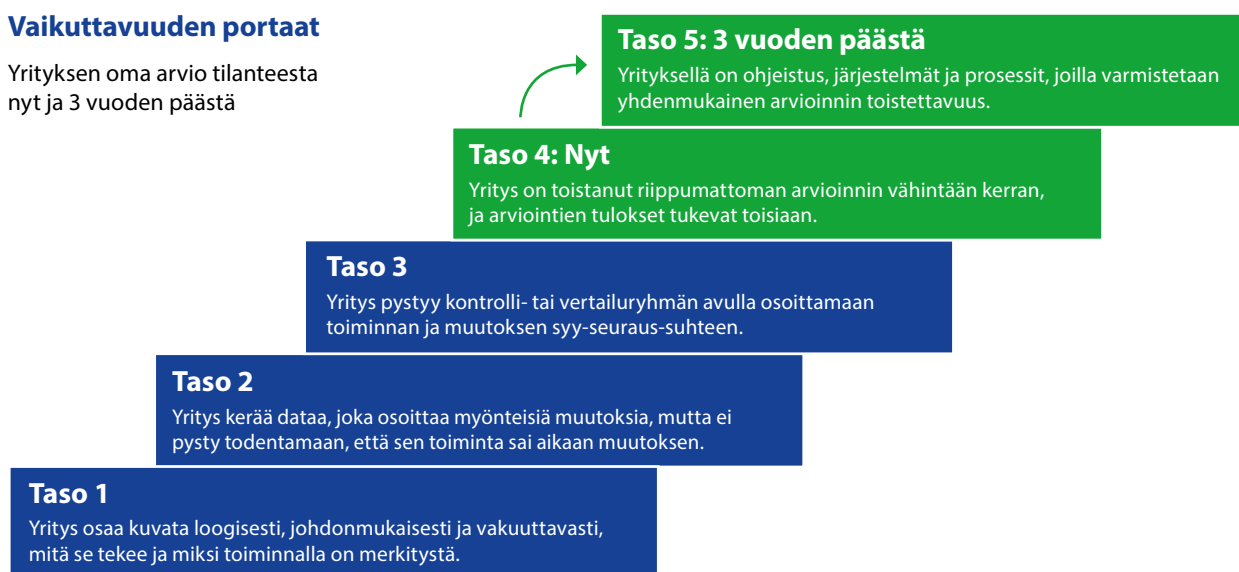 Vaikuttavuuden portaat
Yrityksen oma arvio tilanteesta
nyt ja 3 vuoden päästä
Taso 5: 3 vuoden päästä
Yrityksellä on ohjeistus, järjestelmät ja prosessit, joilla varmistetaan
yhdenmukainen arvioinnin toistettavuus.
Taso 4: Nyt
Yritys on toistanut riippumattoman arvioinnin vähintään kerran,
ja arviointien tulokset tukevat toisiaan.
Taso 3
Yritys pystyy kontrolli- tai vertailuryhmän avulla osoittamaan
toiminnan ja muutoksen syy-seuraus-suhteen.
Taso 2
Yritys kerää dataa, joka osoittaa myönteisiä muutoksia, mutta ei
pysty todentamaan, että sen toiminta sai aikaan muutoksen.
Taso 1
Yritys osaa kuvata loogisesti, johdonmukaisesti ja vakuuttavasti,
mitä se tekee ja miksi toiminnalla on merkitystä.